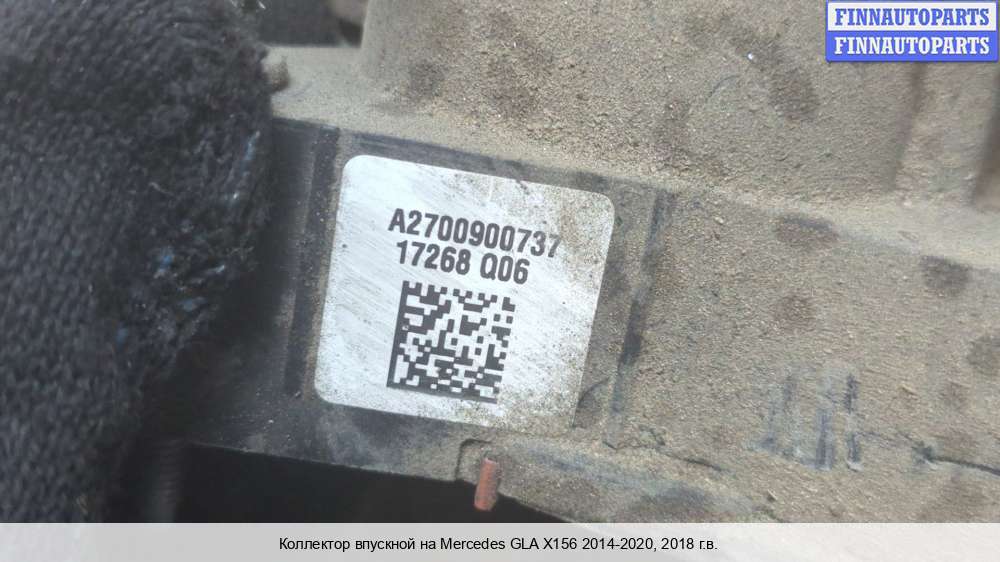 FINNAUTOPARTS
FINNAUTOPARTS
A2700900737
17268 Q06
Коллектор впускной на Mercedes GLA X156 2014-2020, 2018 г.в.